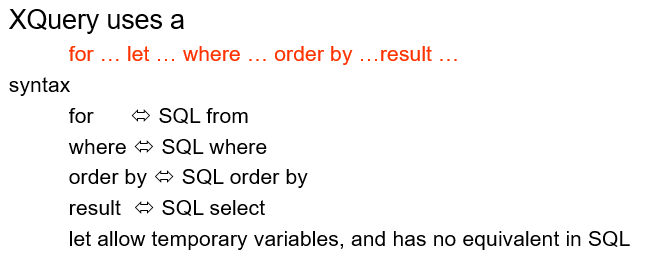 XQuery uses a
for … let … where … order by …result …
syntax
for ⬄ SQL from
where ⬄ SQL where
order by ⬄ SQL order by
result ⬄ SQL select
let allow temporary variables, and has no equivalent in SQL